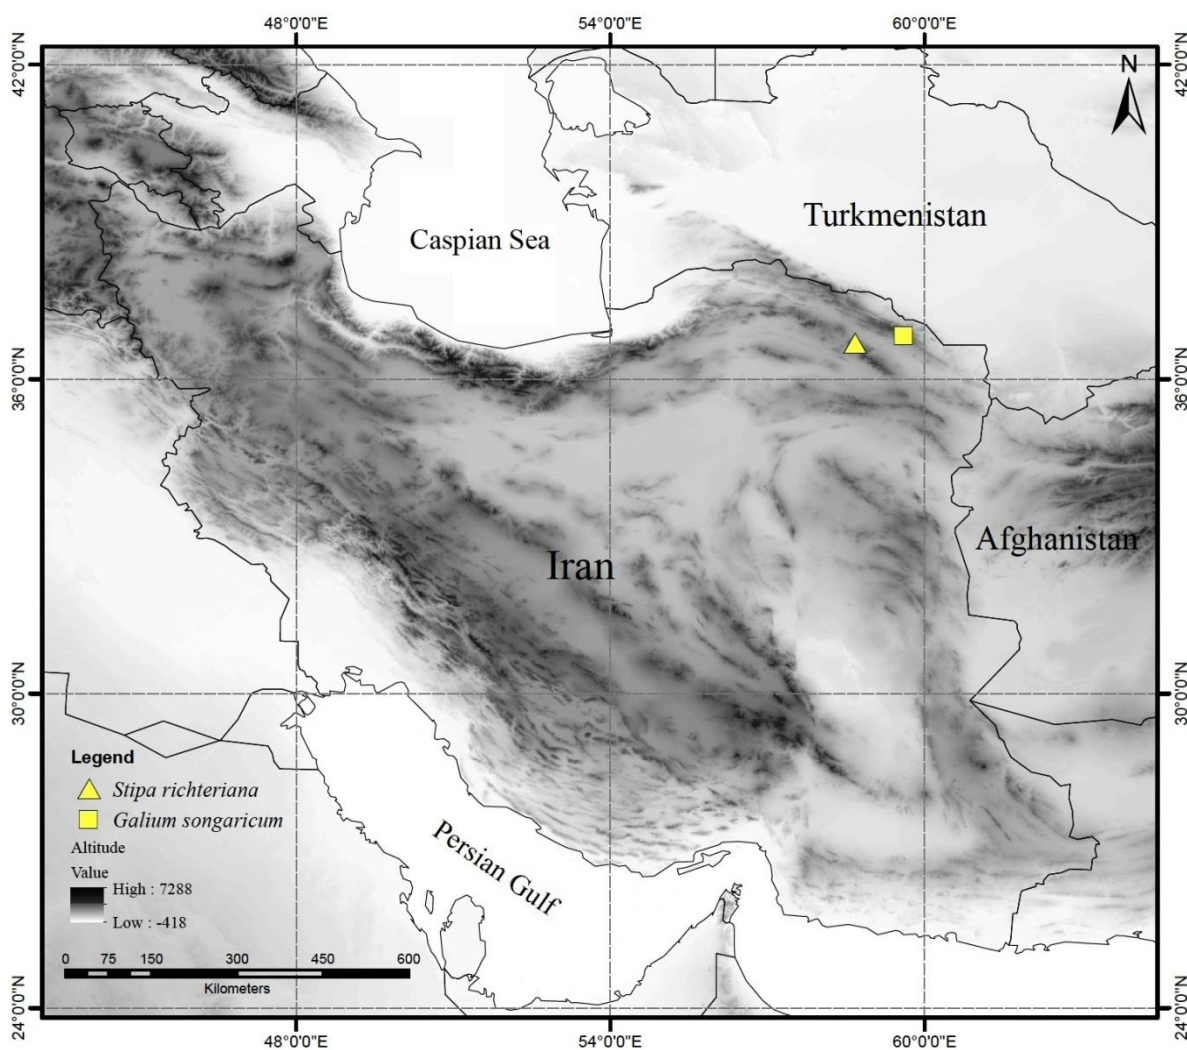 48°0'0"E 54°0'0"E 60°0'0"E
42°0'0"N 42°0'0"N
N
Turkmenistan
Caspian Sea
36°0'0"N 36°0'0"N
Afghanistan
Iran
30°0'0"N 30°0'0"N
Legend
Stipa richteriana
Galium songaricum
Altitude
Value
High : 7288
Low : -418
Persian Gulf
0 75 150 300 450 600
Kilometers
24°0'0"N 24°0'0"N
48°0'0"E 54°0'0"E 60°0'0"E